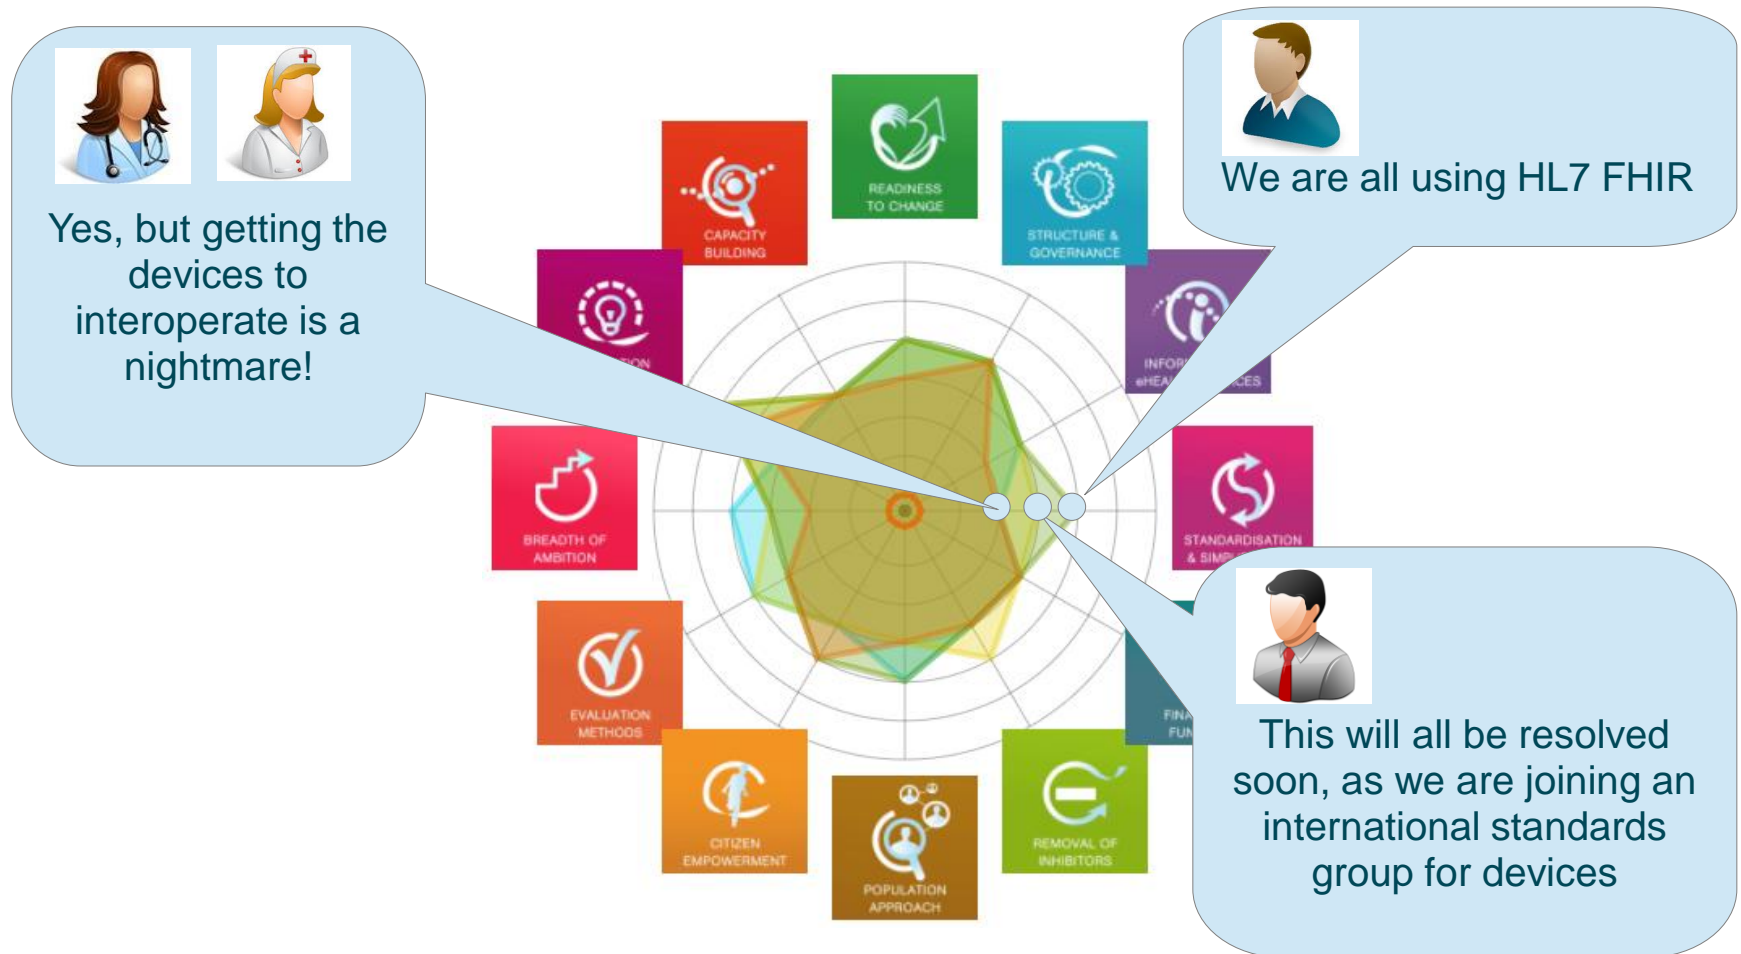 Yes, but getting the
devices to
interoperate is a
nightmare!
We are all using HL7 FHIR
This will all be resolved
soon, as we are joining an
international standards
group for devices
READINESS
TO CHANGE
STRUCTURE &
GOVERNANCE
STANDARDISATION
&
REMOVAL OF
INHIBITORS
POPULATION
APPROACH
CITIZEN
EMPOWERMENT
EVALUATION
METHODS
BREADTH OF
AMBITION
CAPACITY
BUILDING